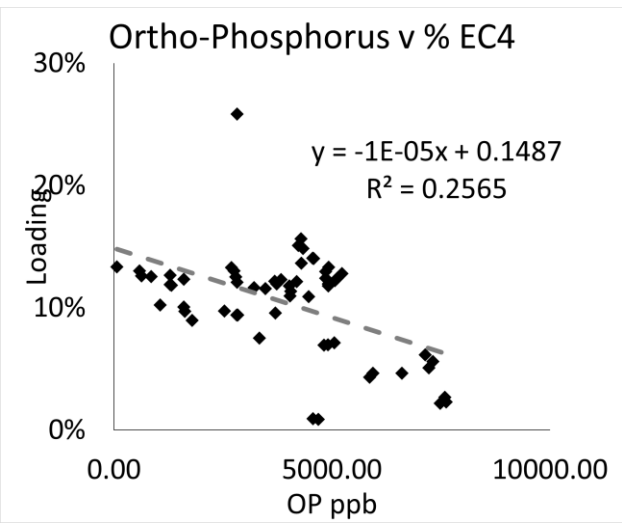 Ortho-Phosphorus v % EC4
30%
y = -1E-05x + 0.1487
R² = 0.2565
20%
Loading
10%
0%
0.00 5000.00 10000.00
OP ppb